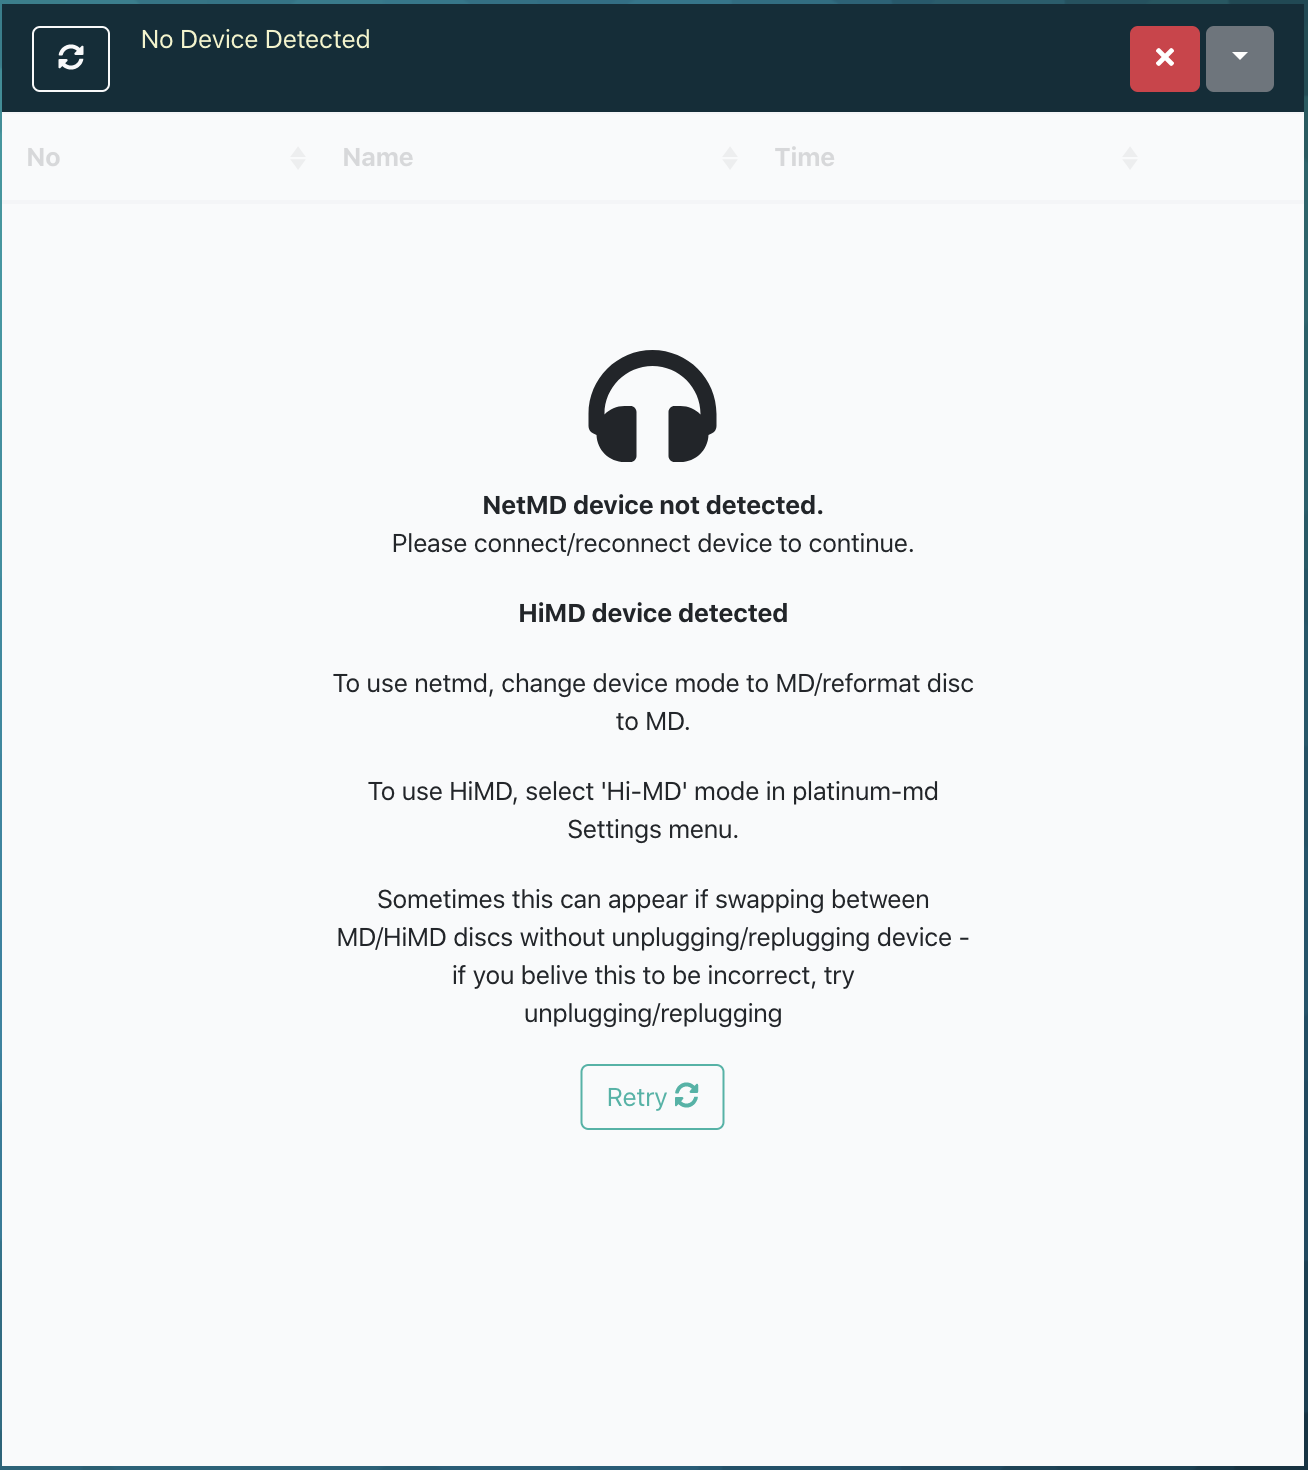 No Device Detected
No Name Time
NetMD device not detected.
Please connect/reconnect device to continue.
HiMD device detected
To use netmd, change device mode to MD/reformat disc
to MD.
To use HiMD, select 'Hi-MD' mode in platinum-md
Settings menu.
Sometimes this can appear if swapping between
MD/HiMD discs without unplugging/replugging device -
if you belive this to be incorrect, try
unplugging/replugging
Retry